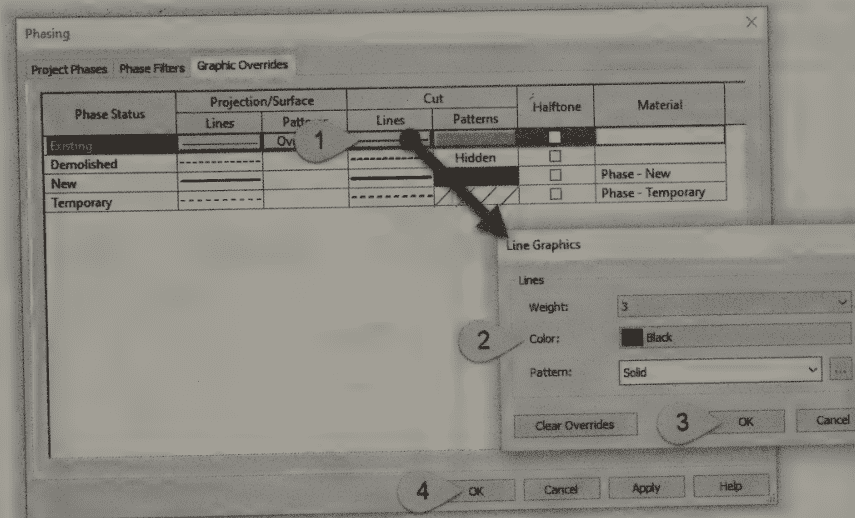 Phasing
Project Phases Phase Filters Graphic Overrides
Phase Status Projection/Surface Cut Halftone Material
Lines Lines Patterns
Existing 1
Demolished Hidden
New Phase - New
Temporary Phase - Temporary
Line Graphics
Lines
Weight: 3
2 Color: Black
Pattern: Solid ...
Clear Overrides 3 OK Cancel
4 OK Cancel Apply Help